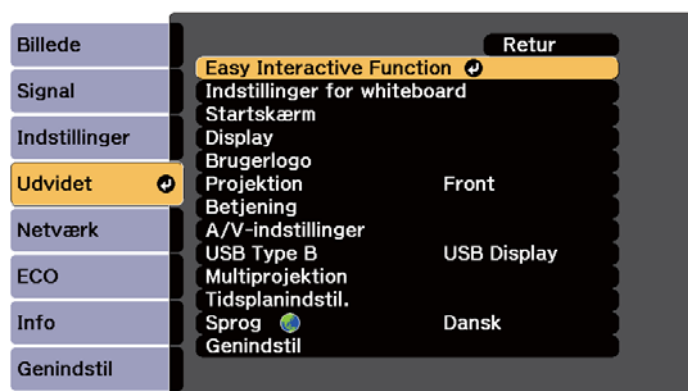 Billede
Signal
Indstillinger
Udvidet
Netværk
ECO
Info
Genindstil
Retur
Easy Interactive Function
Indstillinger for whiteboard
Startskærm
Display
Brugerlogo
Projektion Front
Betjening
A/V-indstillinger
USB Type B USB Display
Multiprojektion
Tidsplanindstil.
Sprog Dansk
Genindstil